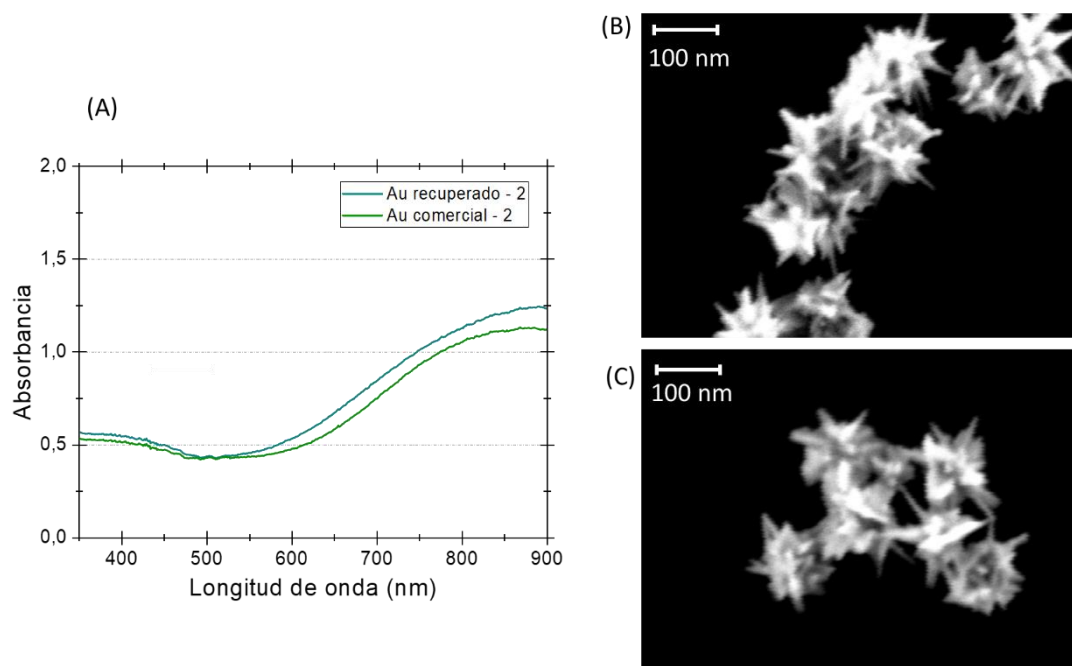 (A)
Absorbancia
2,0
1,5
1,0
0,5
0,0
Au recuperado - 2
Au comercial - 2
400 500 600 700 800 900
Longitud de onda (nm)
(B)
100 nm
(C)
100 nm